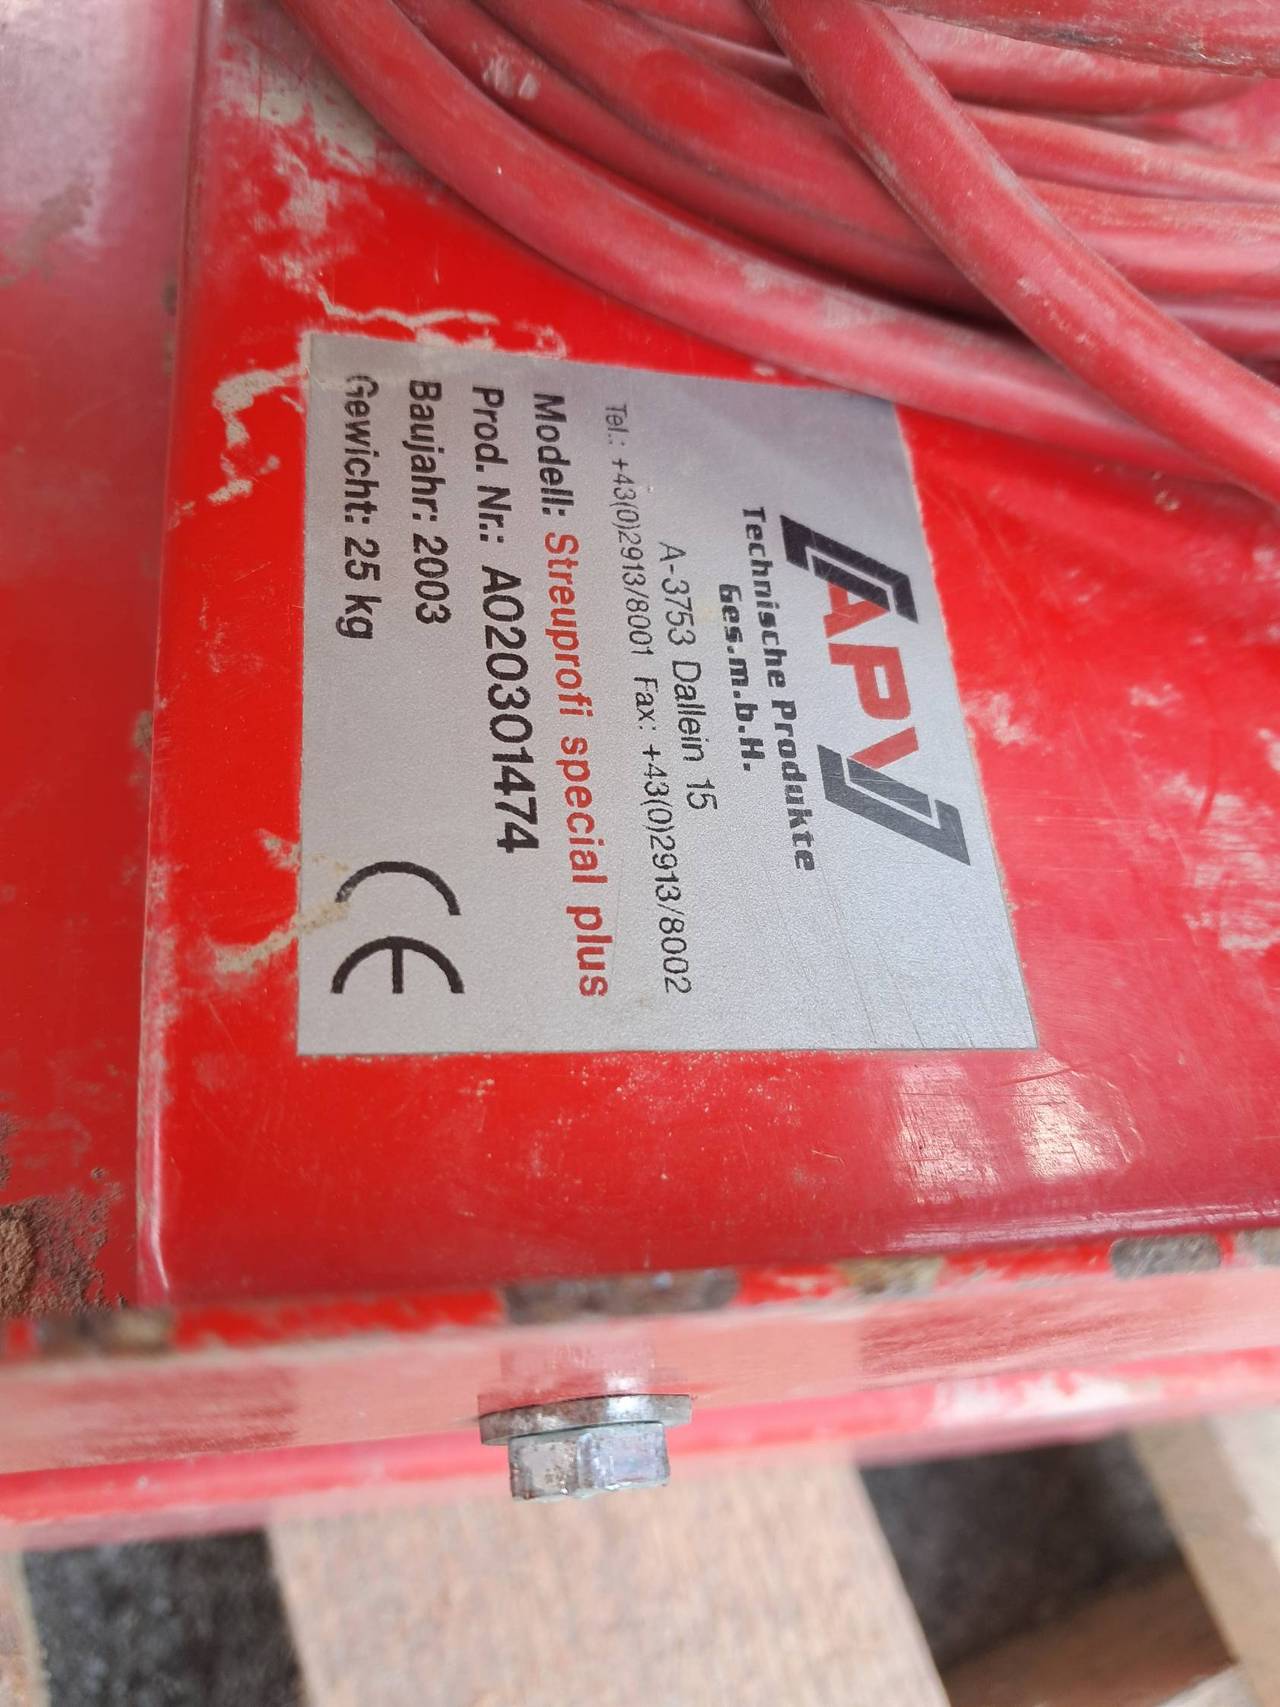 APV
Technische Produkte
Ges.m.b.H.
A-3753 Dallein 15
Tel.: +43(0)2913/8001 Fax: +43(0)2913/8002
Modell: Streuprofi special plus
Prod. Nr.: A020301474
Baujahr: 2003
Gewicht: 25 kg
CE